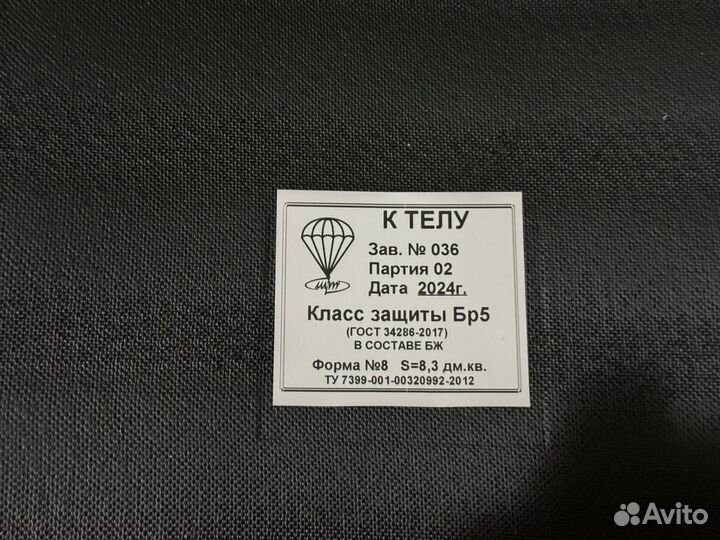 К ТЕЛУ
Зав. № 036
Партия 02
Дата 2024г.
Класс защиты Бр5
(ГОСТ 34286-2017)
В СОСТАВЕ БЖ
Форма №8 S=8,3 дм.кв.
ТУ 7399-001-00320992-2012
Avito